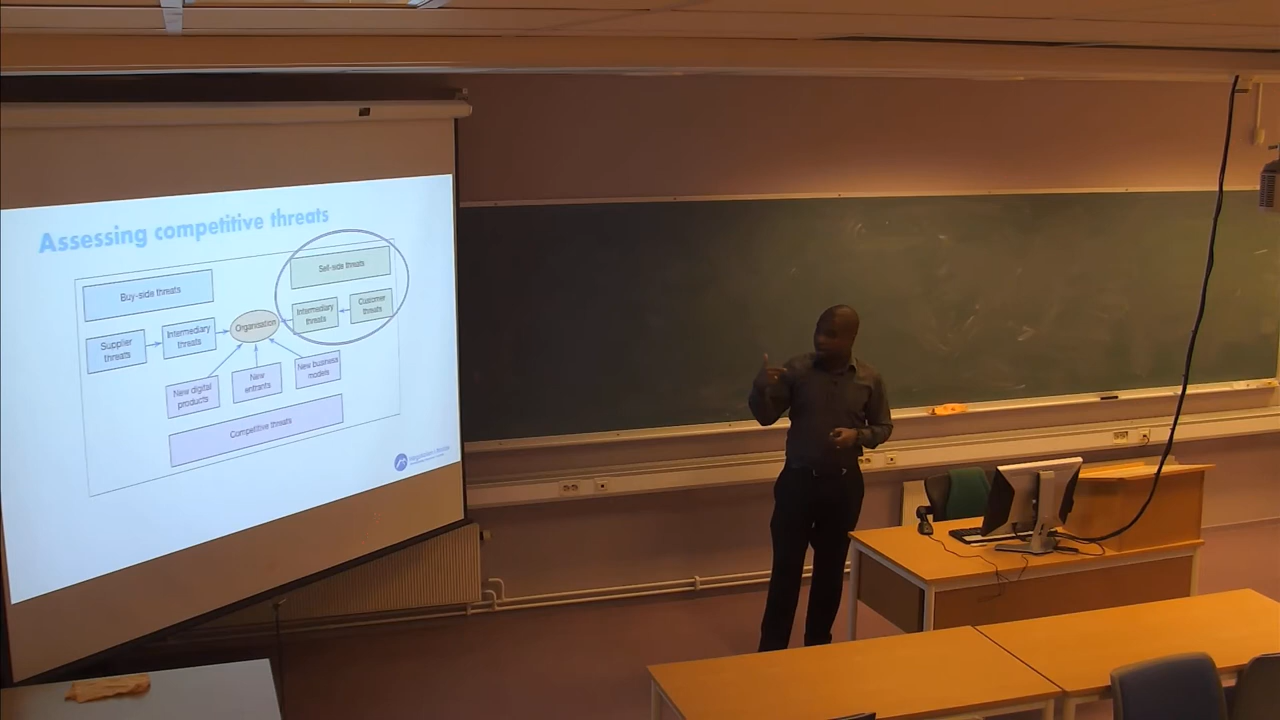 Assessing competitive threats
Sell-side threats
Buy-side threats
Customer
threats
Intermediary
threats
Organisation
Intermediary
threats
Supplier
threats
New business
models
New
entrants
New digital
products
Competitive threats